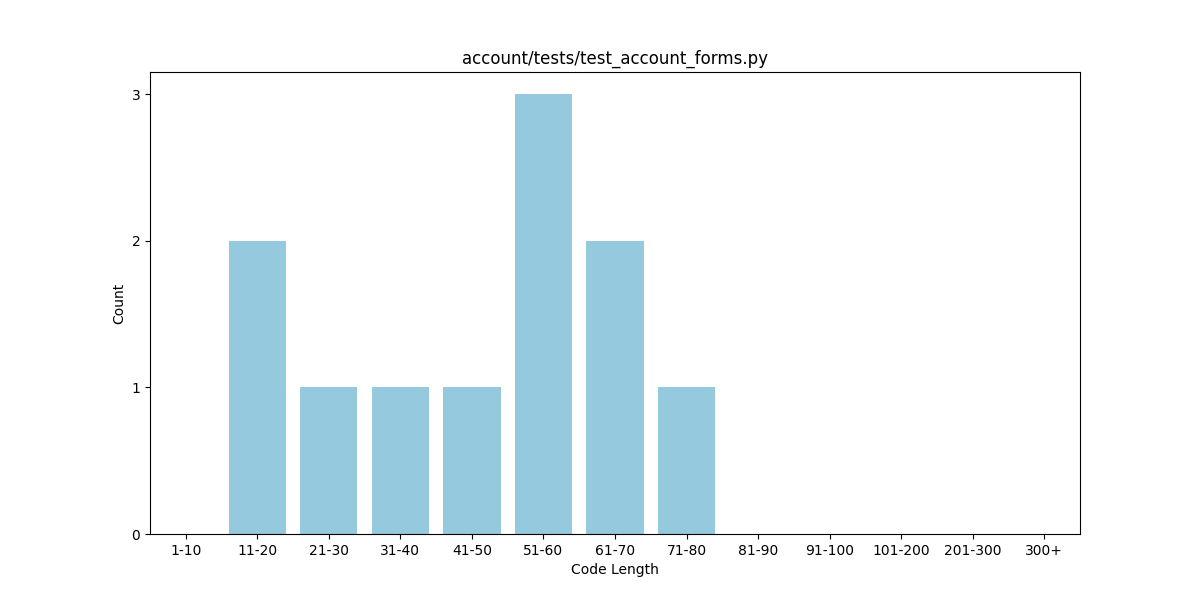 account/tests/test_account_forms.py
3
2
1
0
Count
1-10 11-20 21-30 31-40 41-50 51-60 61-70 71-80 81-90 91-100 101-200 201-300 300+
Code Length